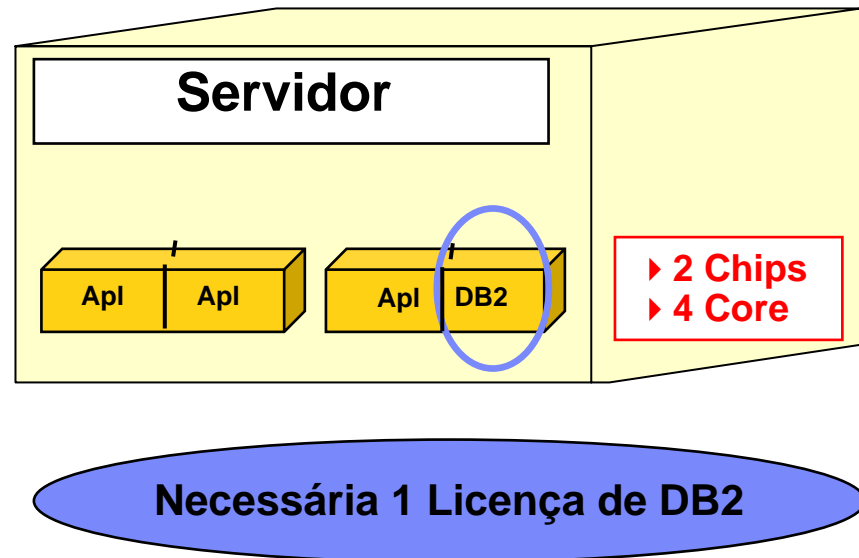 Servidor
Apl Apl Apl DB2
2 Chips
4 Core
Necessária 1 Licença de DB2